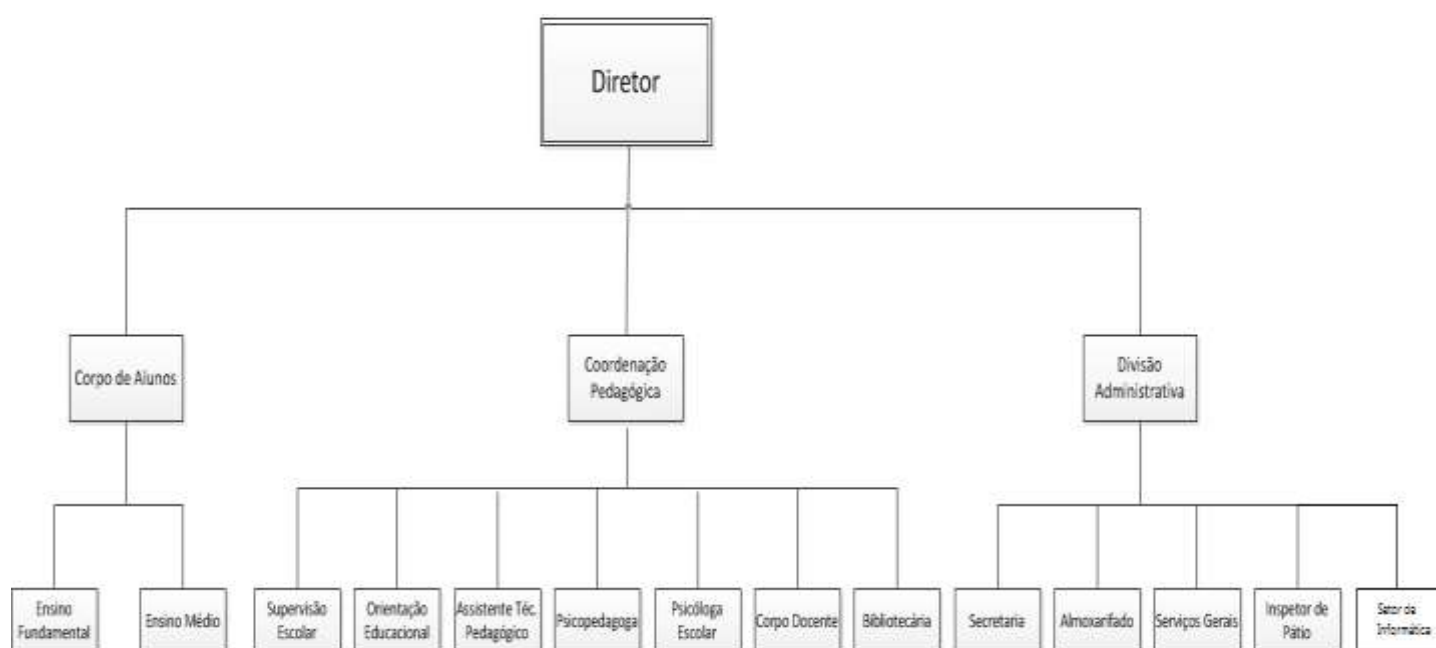 Diretor
Corpo de Alunos
Coordenação
Pedagógica
Divisão
Administrativa
Ensino
Fundamental
Ensino Médio
Supervisão
Escolar
Orientação
Educacional
Assistente Téc.
Pedagógico
Psicopedagoga
Psicóloga
Escolar
Corpo Docente
Bibliotecária
Secretaria
Almoxarifado
Serviços Gerais
Inspetor de
Pátio
Setor de
Informática